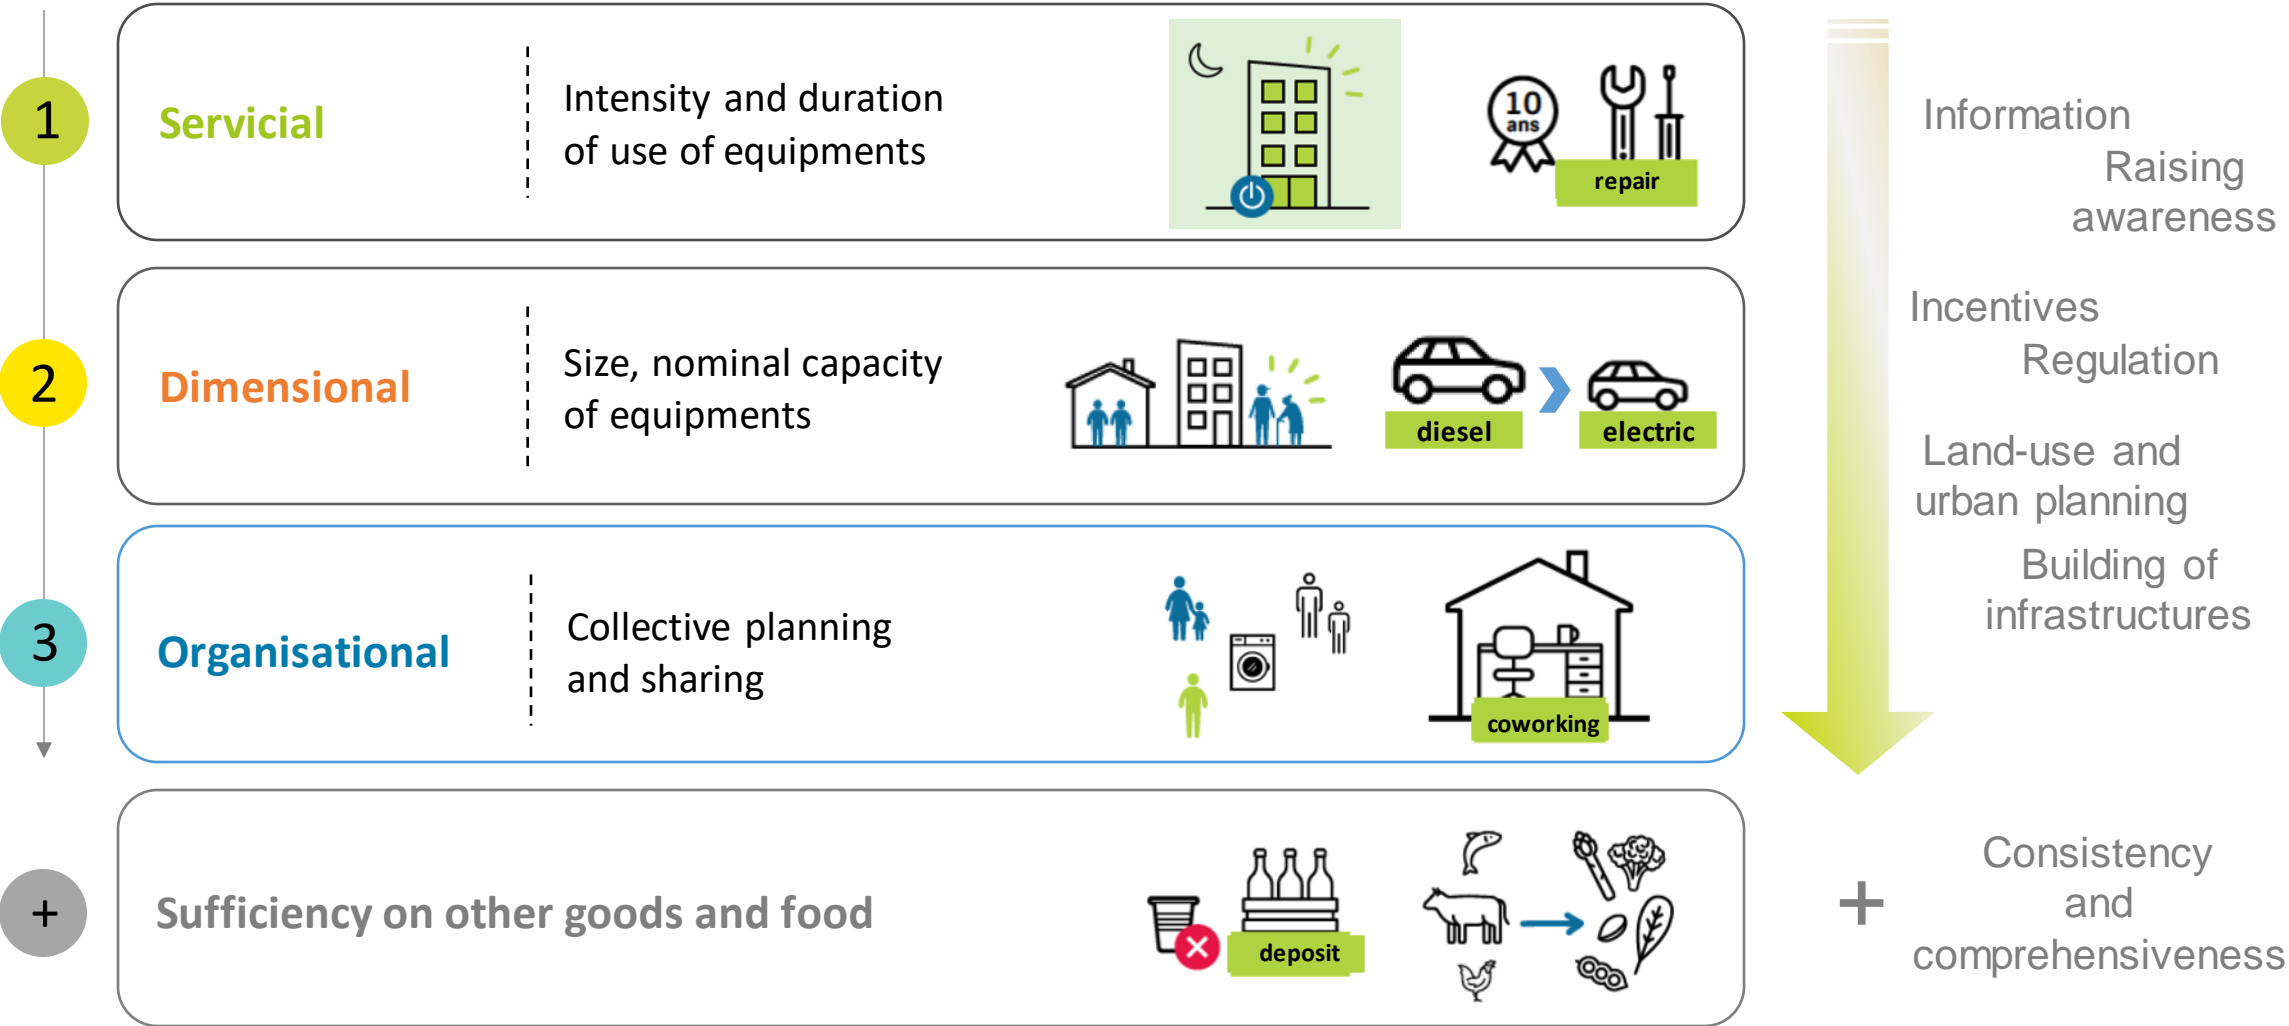 1
Servicial
Intensity and duration
of use of equipments
10
ans
repair
Information
Raising
awareness
2
Dimensional
Size, nominal capacity
of equipments
diesel
electric
Incentives
Regulation
Land-use and
urban planning
Building of
infrastructures
3
Organisational
Collective planning
and sharing
coworking
+
Sufficiency on other goods and food
deposit
+
Consistency
and
comprehensiveness